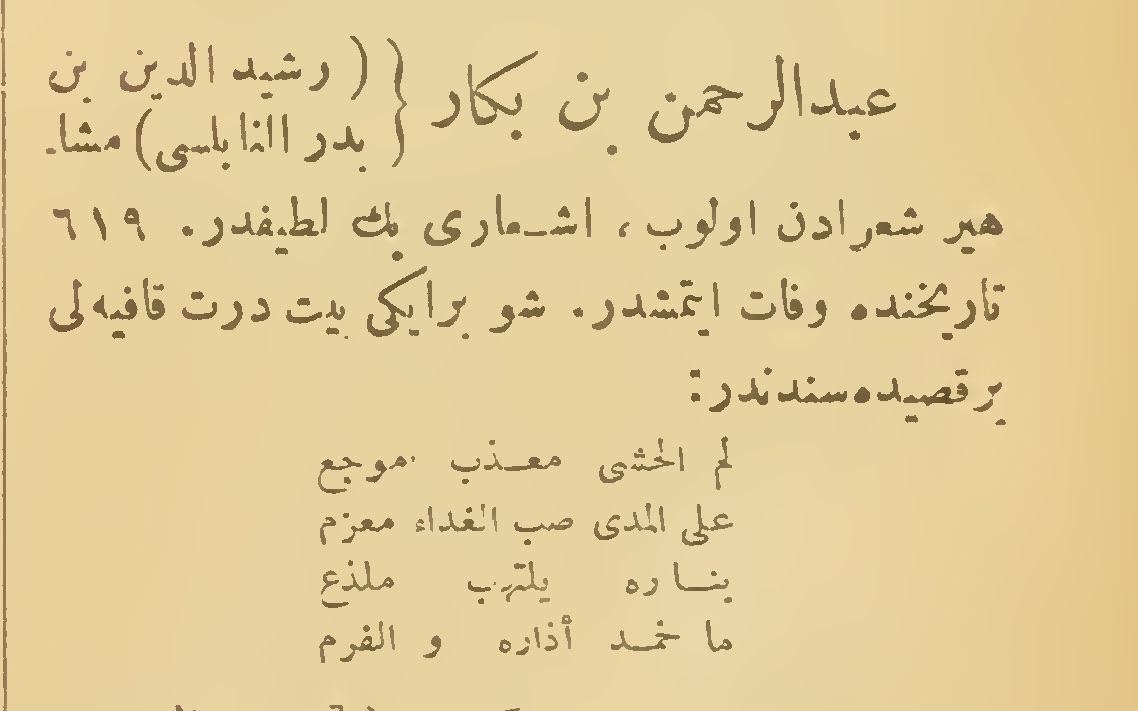 عبدالرحمن بن بكار { ( رشيد الدين بن
بدر النابلسى) مشا-
هير شعرادن اولوب ، اشعارى پك لطيفدر. ٦١٩
تاريخنده وفات ايتمشدر. شو برايكى بيت درت قافيه‌لى
برقصيده‌سندندر:
لم الحشى معذب موجع
على المدى صب الغداء معزم
بناره يلتهب ملذع
ما خمد أذاره و الفرم